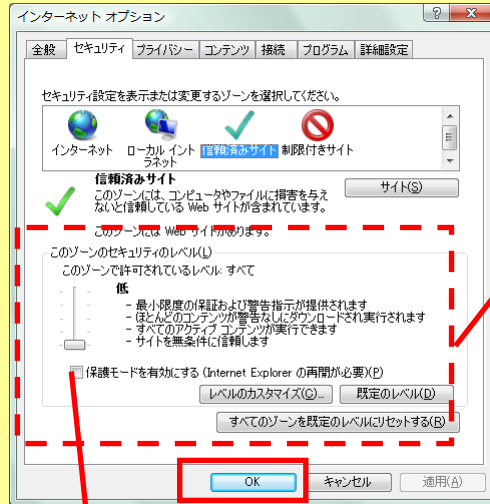 インターネット オプション
全般 セキュリティ プライバシー コンテンツ 接続 プログラム 詳細設定
セキュリティ設定を表示または変更するゾーンを選択してください。
インターネット ローカル イント 信頼済みサイト 制限付きサイト
ラネット
信頼済みサイト
サイト(S)
このゾーンには、コンピュータやファイルに損害を与え
ないと信頼している Web サイトが含まれています。
このゾーンには Web サイトがあります。
このゾーンのセキュリティのレベル(L)
このゾーンで許可されているレベル: すべて
低
- 最小限度の保証および警告指示が提供されます
- ほとんどのコンテンツが警告なしにダウンロードされ実行されます
- すべてのアクティブ コンテンツが実行できます
- サイトを無条件に信頼します
保護モードを有効にする (Internet Explorer の再開が必要)(P)
レベルのカスタマイズ(C)... 既定のレベル(D)
すべてのゾーンを既定のレベルにリセットする(R)
OK キャンセル 適用(A)